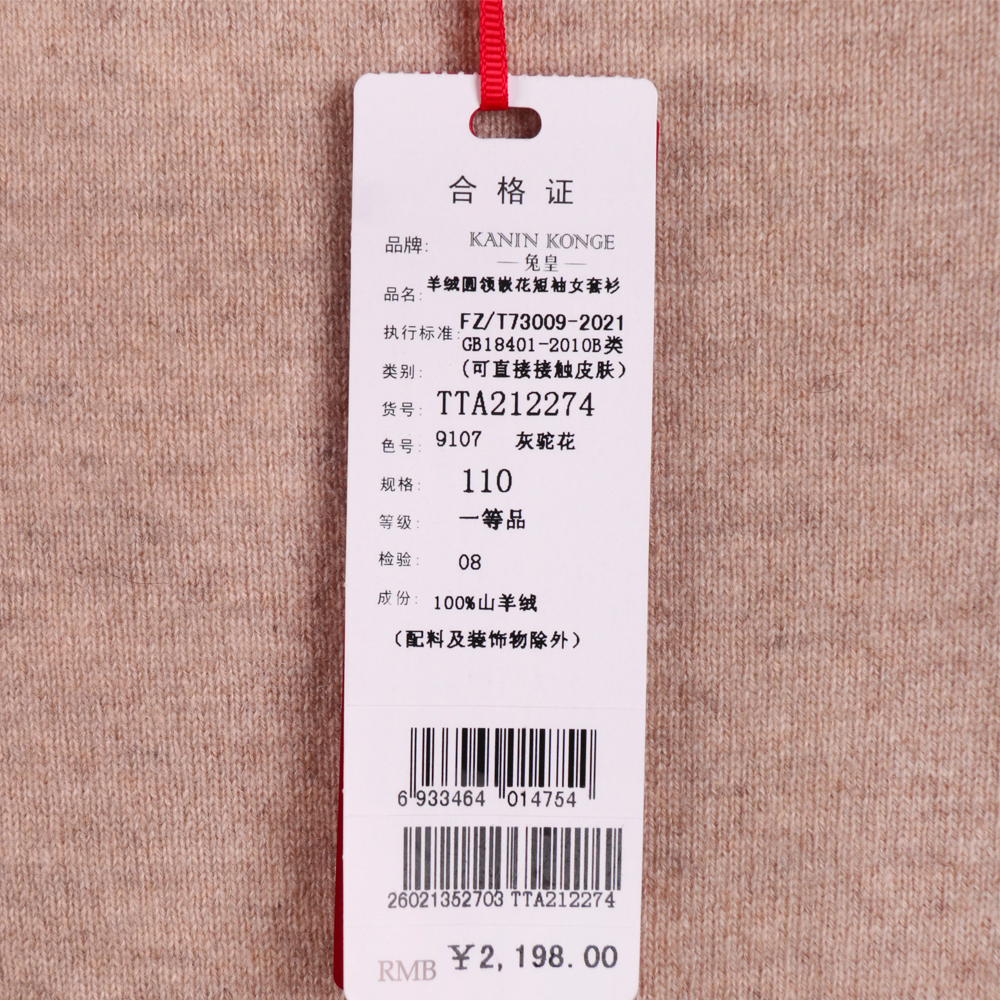 合格证
品牌: KANIN KONGE
—兔皇—
品名: 羊绒圆领嵌花短袖女套衫
执行标准: FZ/T73009-2021
GB18401-2010B类
类别: (可直接接触皮肤)
货号: TTA212274
色号: 9107 灰驼花
规格: 110
等级: 一等品
检验: 08
成份: 100%山羊绒
(配料及装饰物除外)
6 933464 014754
26021352703 TTA212274
RMB ¥2,198.00